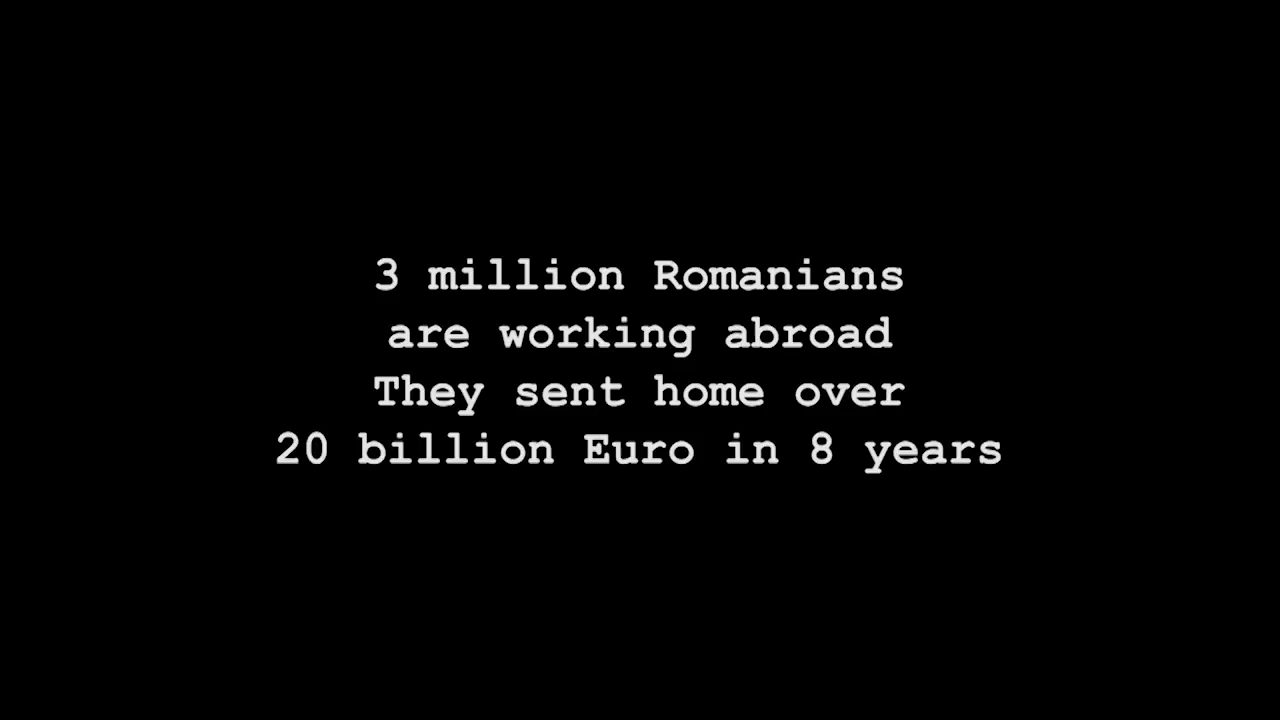 3 million Romanians
are working abroad
They sent home over
20 billion Euro in 8 years